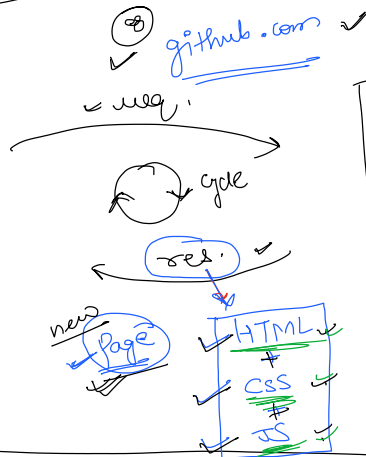 github.com
req.
cycle
res.
new
Page
HTML
+
CSS
+
JS